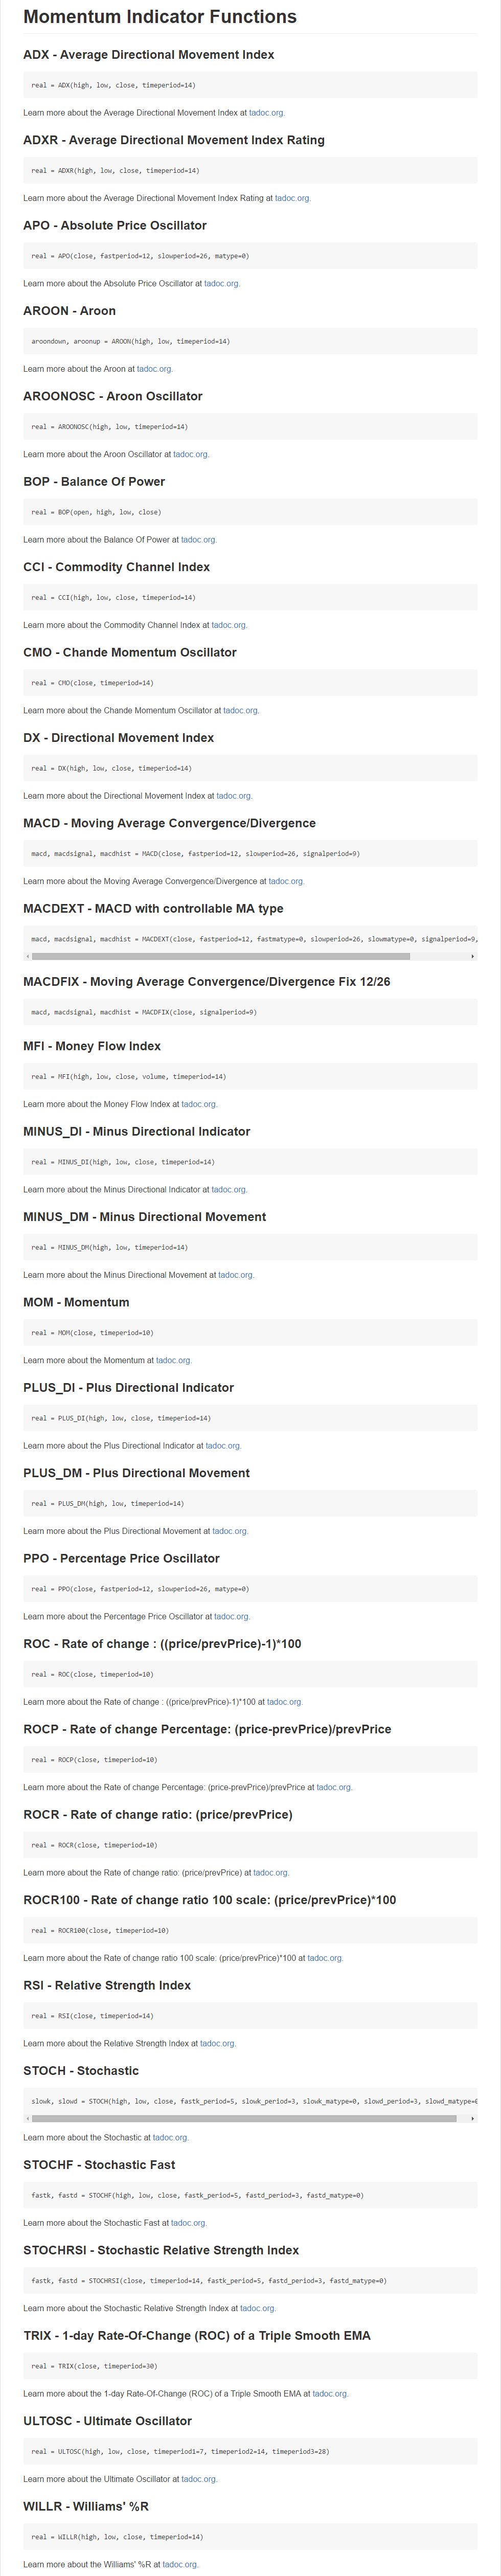 Momentum Indicator Functions
ADX - Average Directional Movement Index
real = ADX(high, low, close, timeperiod=14)
Learn more about the Average Directional Movement Index at tadoc.org.
ADXR - Average Directional Movement Index Rating
real = ADXR(high, low, close, timeperiod=14)
Learn more about the Average Directional Movement Index Rating at tadoc.org.
APO - Absolute Price Oscillator
real = APO(close, fastperiod=12, slowperiod=26, matype=0)
Learn more about the Absolute Price Oscillator at tadoc.org.
AROON - Aroon
aroondown, aroonup = AROON(high, low, timeperiod=14)
Learn more about the Aroon at tadoc.org.
AROONOSC - Aroon Oscillator
real = AROONOSC(high, low, timeperiod=14)
Learn more about the Aroon Oscillator at tadoc.org.
BOP - Balance Of Power
real = BOP(open, high, low, close)
Learn more about the Balance Of Power at tadoc.org.
CCI - Commodity Channel Index
real = CCI(high, low, close, timeperiod=14)
Learn more about the Commodity Channel Index at tadoc.org.
CMO - Chande Momentum Oscillator
real = CMO(close, timeperiod=14)
Learn more about the Chande Momentum Oscillator at tadoc.org.
DX - Directional Movement Index
real = DX(high, low, close, timeperiod=14)
Learn more about the Directional Movement Index at tadoc.org.
MACD - Moving Average Convergence/Divergence
macd, macdsignal, macdhist = MACD(close, fastperiod=12, slowperiod=26, signalperiod=9)
Learn more about the Moving Average Convergence/Divergence at tadoc.org.
MACDEXT - MACD with controllable MA type
macd, macdsignal, macdhist = MACDEXT(close, fastperiod=12, fastmatype=0, slowperiod=26, slowmatype=0, signalperiod=9,
MACDFIX - Moving Average Convergence/Divergence Fix 12/26
macd, macdsignal, macdhist = MACDFIX(close, signalperiod=9)
MFI - Money Flow Index
real = MFI(high, low, close, volume, timeperiod=14)
Learn more about the Money Flow Index at tadoc.org.
MINUS_DI - Minus Directional Indicator
real = MINUS_DI(high, low, close, timeperiod=14)
Learn more about the Minus Directional Indicator at tadoc.org.
MINUS_DM - Minus Directional Movement
real = MINUS_DM(high, low, timeperiod=14)
Learn more about the Minus Directional Movement at tadoc.org.
MOM - Momentum
real = MOM(close, timeperiod=10)
Learn more about the Momentum at tadoc.org.
PLUS_DI - Plus Directional Indicator
real = PLUS_DI(high, low, close, timeperiod=14)
Learn more about the Plus Directional Indicator at tadoc.org.
PLUS_DM - Plus Directional Movement
real = PLUS_DM(high, low, timeperiod=14)
Learn more about the Plus Directional Movement at tadoc.org.
PPO - Percentage Price Oscillator
real = PPO(close, fastperiod=12, slowperiod=26, matype=0)
Learn more about the Percentage Price Oscillator at tadoc.org.
ROC - Rate of change : ((price/prevPrice)-1)*100
real = ROC(close, timeperiod=10)
Learn more about the Rate of change : ((price/prevPrice)-1)*100 at tadoc.org.
ROCP - Rate of change Percentage: (price-prevPrice)/prevPrice
real = ROCP(close, timeperiod=10)
Learn more about the Rate of change Percentage: (price-prevPrice)/prevPrice at tadoc.org.
ROCR - Rate of change ratio: (price/prevPrice)
real = ROCR(close, timeperiod=10)
Learn more about the Rate of change ratio: (price/prevPrice) at tadoc.org.
ROCR100 - Rate of change ratio 100 scale: (price/prevPrice)*100
real = ROCR100(close, timeperiod=10)
Learn more about the Rate of change ratio 100 scale: (price/prevPrice)*100 at tadoc.org.
RSI - Relative Strength Index
real = RSI(close, timeperiod=14)
Learn more about the Relative Strength Index at tadoc.org.
STOCH - Stochastic
slowk, slowd = STOCH(high, low, close, fastk_period=5, slowk_period=3, slowk_matype=0, slowd_period=3, slowd_matype=0
Learn more about the Stochastic at tadoc.org.
STOCHF - Stochastic Fast
fastk, fastd = STOCHF(high, low, close, fastk_period=5, fastd_period=3, fastd_matype=0)
Learn more about the Stochastic Fast at tadoc.org.
STOCHRSI - Stochastic Relative Strength Index
fastk, fastd = STOCHRSI(close, timeperiod=14, fastk_period=5, fastd_period=3, fastd_matype=0)
Learn more about the Stochastic Relative Strength Index at tadoc.org.
TRIX - 1-day Rate-Of-Change (ROC) of a Triple Smooth EMA
real = TRIX(close, timeperiod=30)
Learn more about the 1-day Rate-Of-Change (ROC) of a Triple Smooth EMA at tadoc.org.
ULTOSC - Ultimate Oscillator
real = ULTOSC(high, low, close, timeperiod1=7, timeperiod2=14, timeperiod3=28)
Learn more about the Ultimate Oscillator at tadoc.org.
WILLR - Williams' %R
real = WILLR(high, low, close, timeperiod=14)
Learn more about the Williams' %R at tadoc.org.